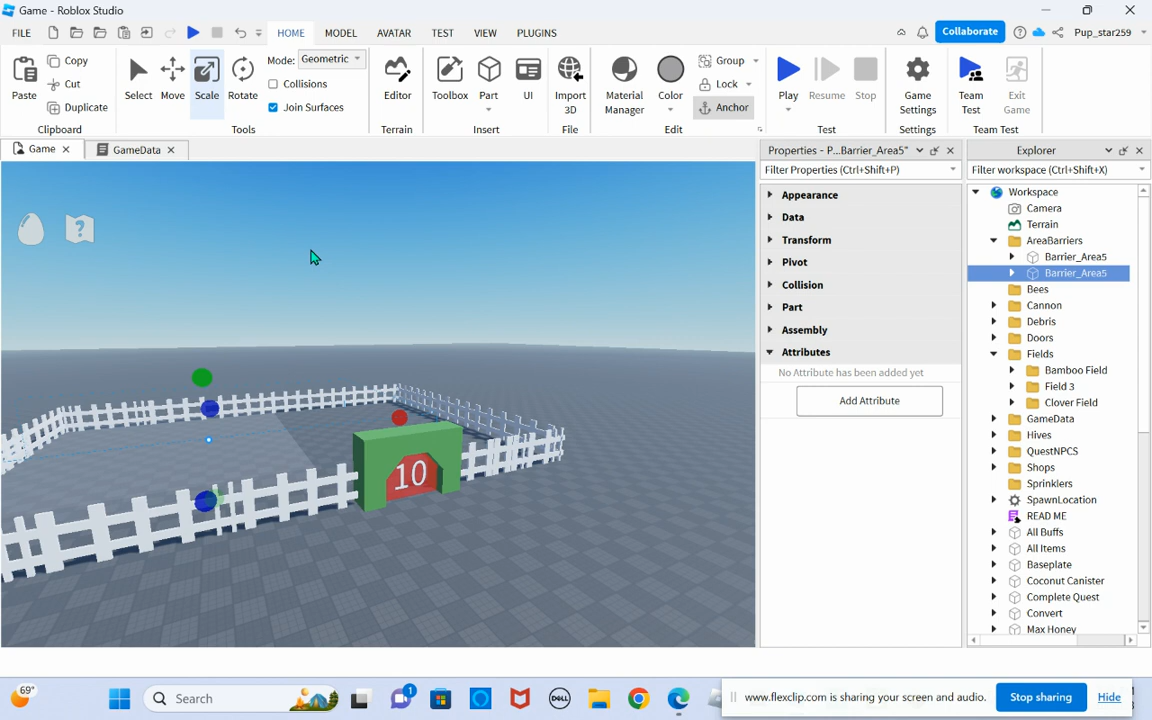 Game - Roblox Studio
FILE HOME MODEL AVATAR TEST VIEW PLUGINS Collaborate Pup_star259
Paste Copy Cut Duplicate Select Move Scale Rotate Mode: Geometric Collisions Join Surfaces Editor Toolbox Part UI Import 3D Material Manager Color Group Lock Anchor Play Resume Stop Game Settings Team Test Exit Game
Clipboard Tools Terrain Insert File Edit Test Settings Team Test
Game GameData
Properties - P...Barrier_Area5"
Filter Properties (Ctrl+Shift+P)
Appearance
Data
Transform
Pivot
Collision
Part
Assembly
Attributes
No Attribute has been added yet
Add Attribute
Explorer
Filter workspace (Ctrl+Shift+X)
Workspace
Camera
Terrain
AreaBarriers
Barrier_Area5
Barrier_Area5
Bees
Cannon
Debris
Doors
Fields
Bamboo Field
Field 3
Clover Field
GameData
Hives
QuestNPCS
Shops
Sprinklers
SpawnLocation
READ ME
All Buffs
All Items
Baseplate
Coconut Canister
Complete Quest
Convert
Max Honey
?
10
69°
Search
1
DELL
www.flexclip.com is sharing your screen and audio.
Stop sharing
Hide